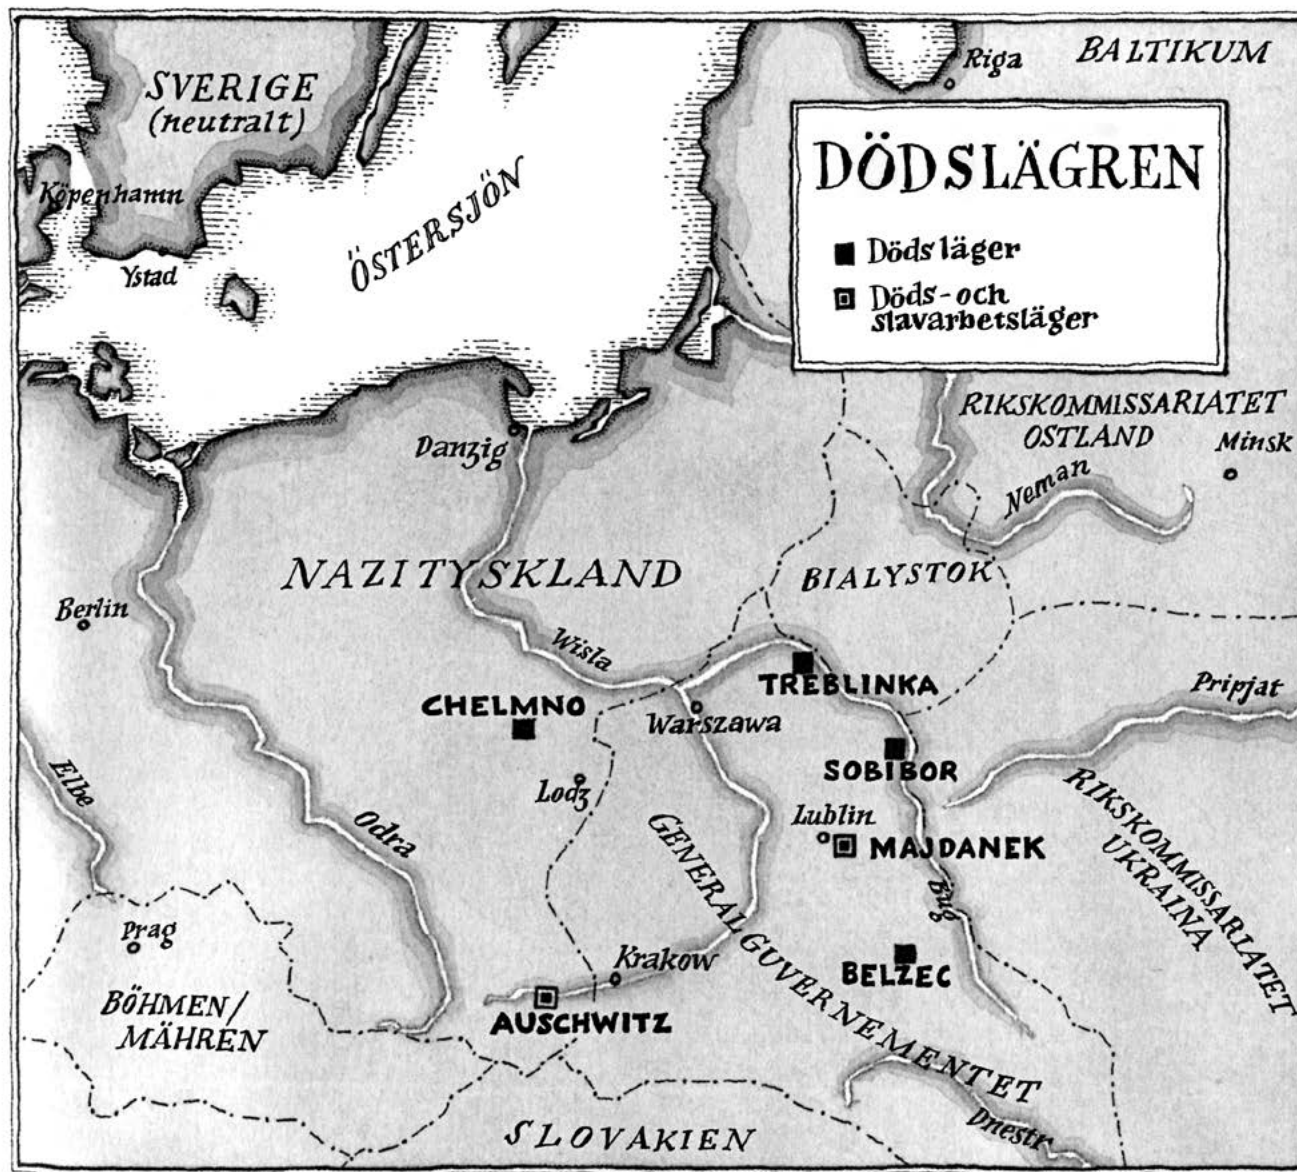 Riga
BALTIKUM
SVERIGE
(neutralt)
DÖDSLÄGREN
Dödsläger
Döds-och
slavarbetsläger
Köpenhamn
Ystad
ÖSTERSJÖN
RIKSKOMMISSARIATET
OSTLAND
Minsk
Danzig
Neman
NAZITYSKLAND
BIALYSTOK
Berlin
Wisla
TREBLINKA
Pripjat
CHELMNO
Warszawa
SOBIBOR
Elbe
Lodz
Odra
Lublin
MAJDANEK
RIKSKOMMISSARIATET
UKRAINA
GENERALGUVERNEMENTET
Bug
Prag
Krakow
BELZEC
BÖHMEN/
MÄHREN
AUSCHWITZ
Dnestr
SLOVAKIEN